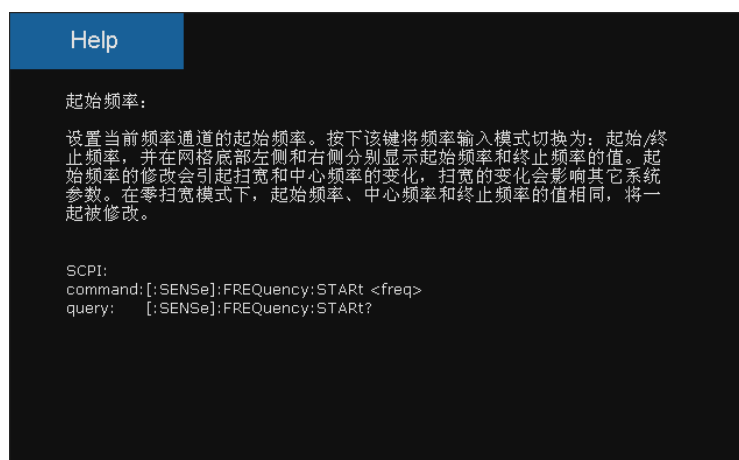 Help
起始频率：
设置当前频率通道的起始频率。按下该键将频率输入模式切换为：起始/终
止频率，并在网格底部左侧和右侧分别显示起始频率和终止频率的值。起
始频率的修改会引起扫宽和中心频率的变化，扫宽的变化会影响其它系统
参数。在零扫宽模式下，起始频率、中心频率和终止频率的值相同，将一
起被修改。
SCPI:
command:[:SENSe]:FREQuency:STARt <freq>
query: [:SENSe]:FREQuency:STARt?